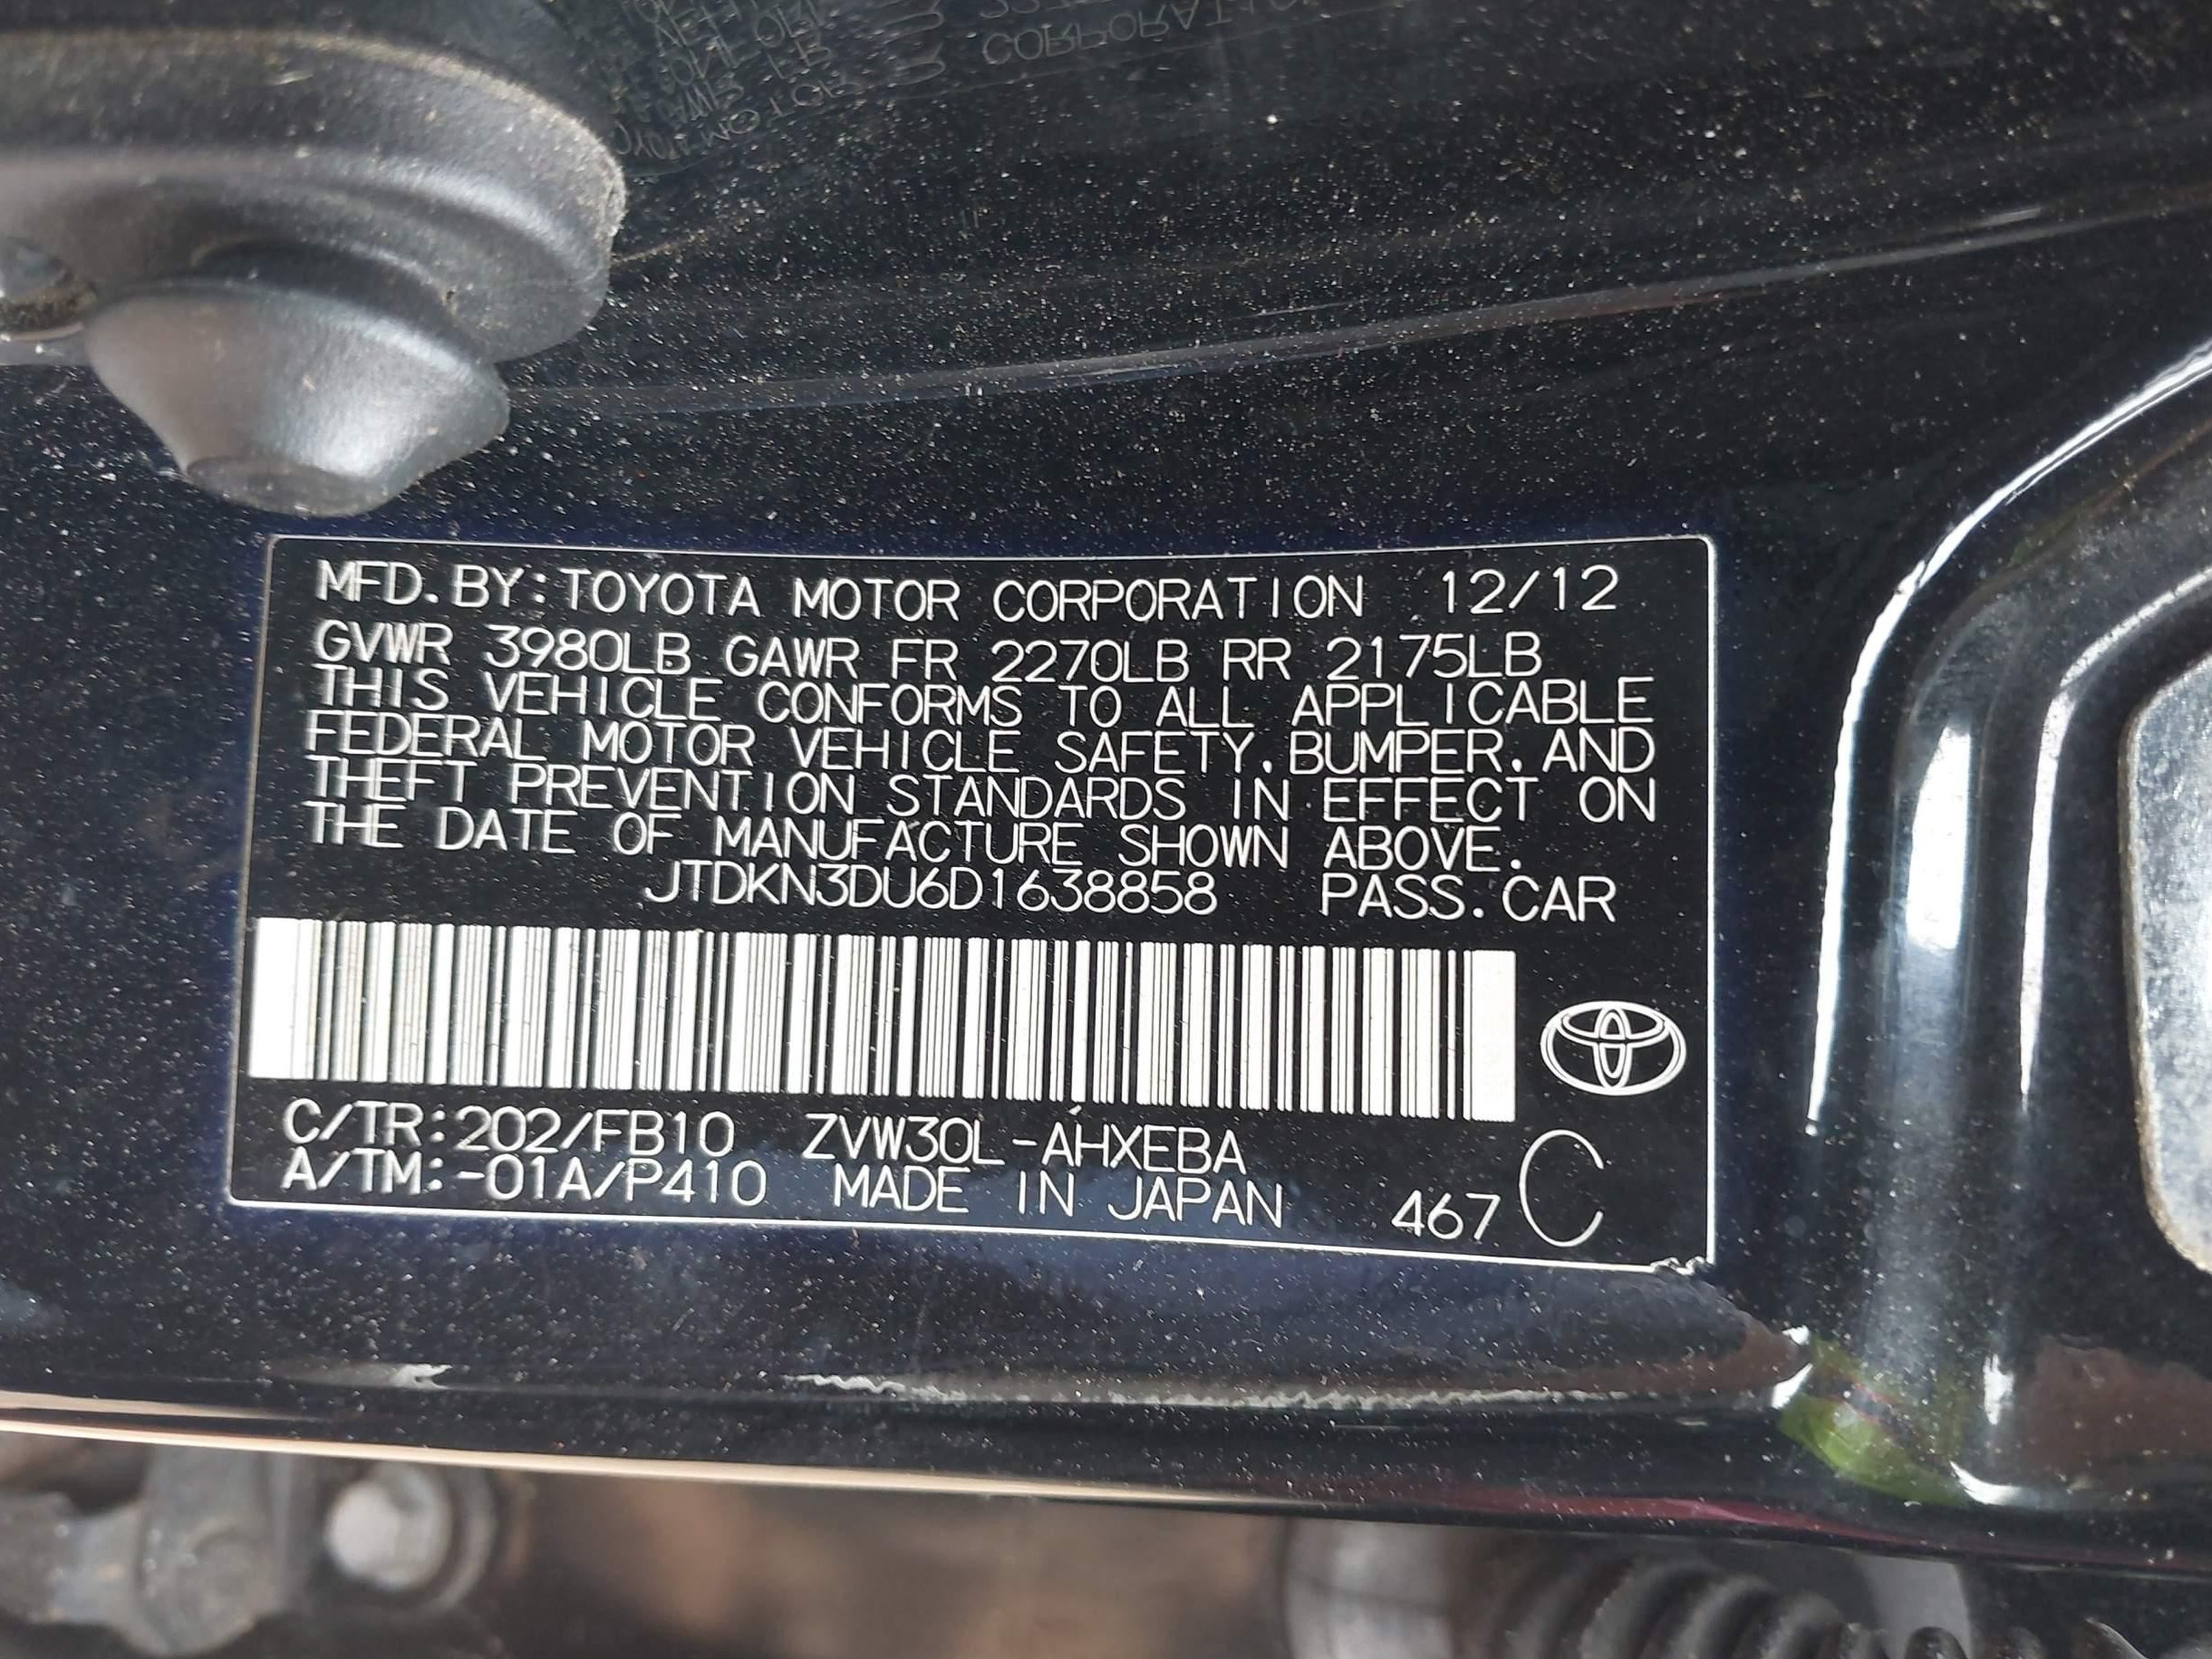 MFD.BY:TOYOTA MOTOR CORPORATION 12/12
GVWR 3980LB GAWR FR 2270LB RR 2175LB
THIS VEHICLE CONFORMS TO ALL APPLICABLE
FEDERAL MOTOR VEHICLE SAFETY,BUMPER,AND
THEFT PREVENTION STANDARDS IN EFFECT ON
THE DATE OF MANUFACTURE SHOWN ABOVE.
JTDKN3DU6D1638858 PASS.CAR
C/TR:202/FB10 ZVW30L-AHXEBA
A/TM:-01A/P410 MADE IN JAPAN 467 C